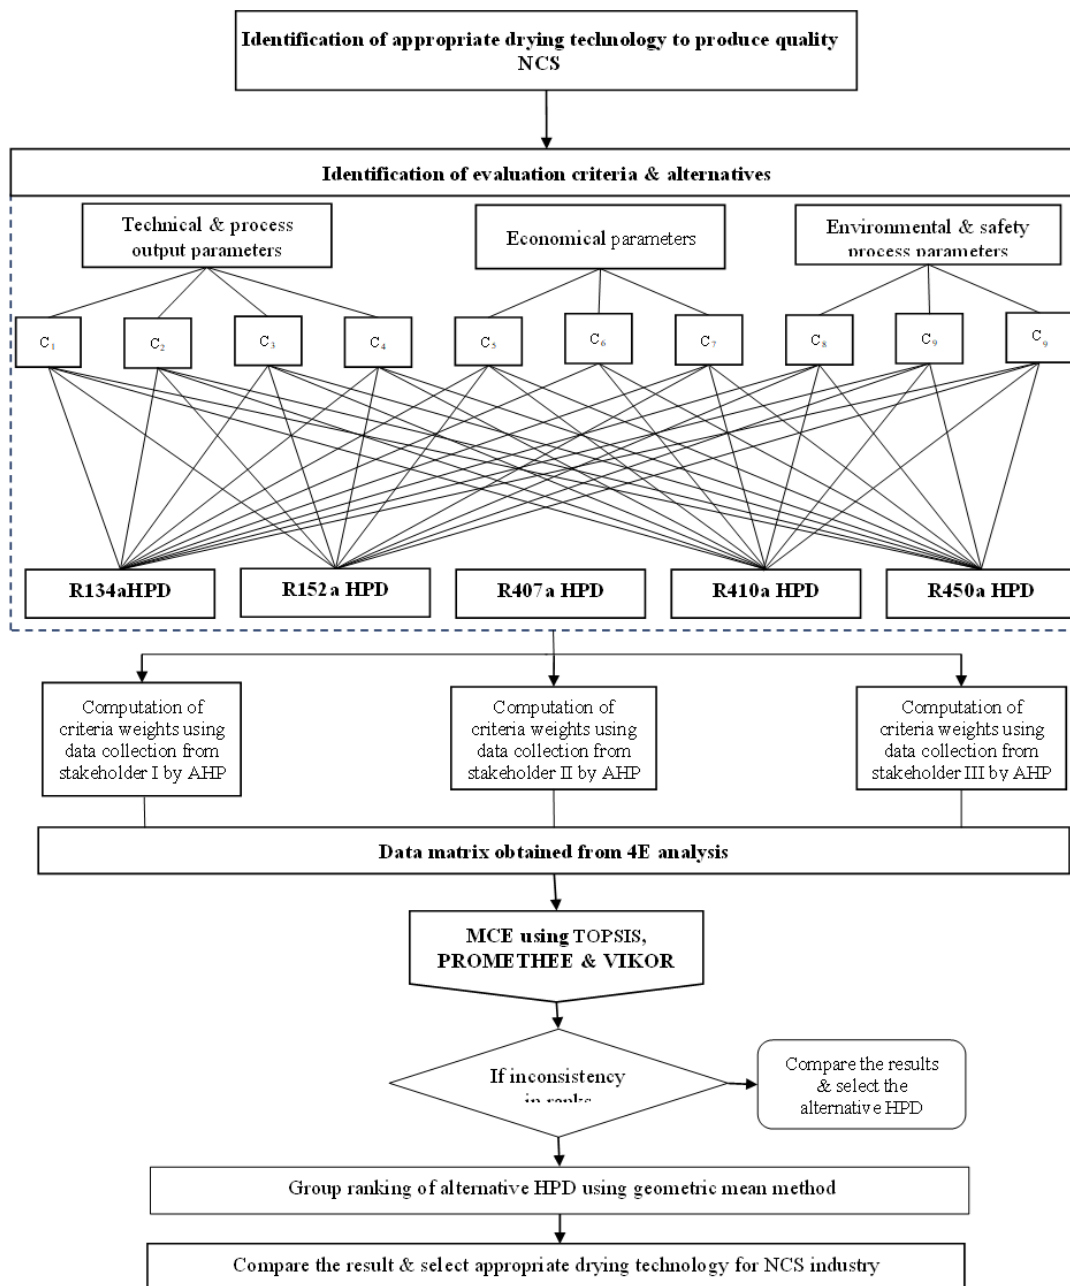 Identification of appropriate drying technology to produce quality
NCS
Identification of evaluation criteria & alternatives
Technical & process
output parameters
Economical parameters
Environmental & safety
process parameters
C1
C2
C3
C4
C5
C6
C7
C8
C9
C9
R134aHPD
R152a HPD
R407a HPD
R410a HPD
R450a HPD
Computation of
criteria weights using
data collection from
stakeholder I by AHP
Computation of
criteria weights using
data collection from
stakeholder II by AHP
Computation of
criteria weights using
data collection from
stakeholder III by AHP
Data matrix obtained from 4E analysis
MCE using TOPSIS,
PROMETHEE & VIKOR
If inconsistency
in ranks
Compare the results
& select the
alternative HPD
Group ranking of alternative HPD using geometric mean method
Compare the result & select appropriate drying technology for NCS industry